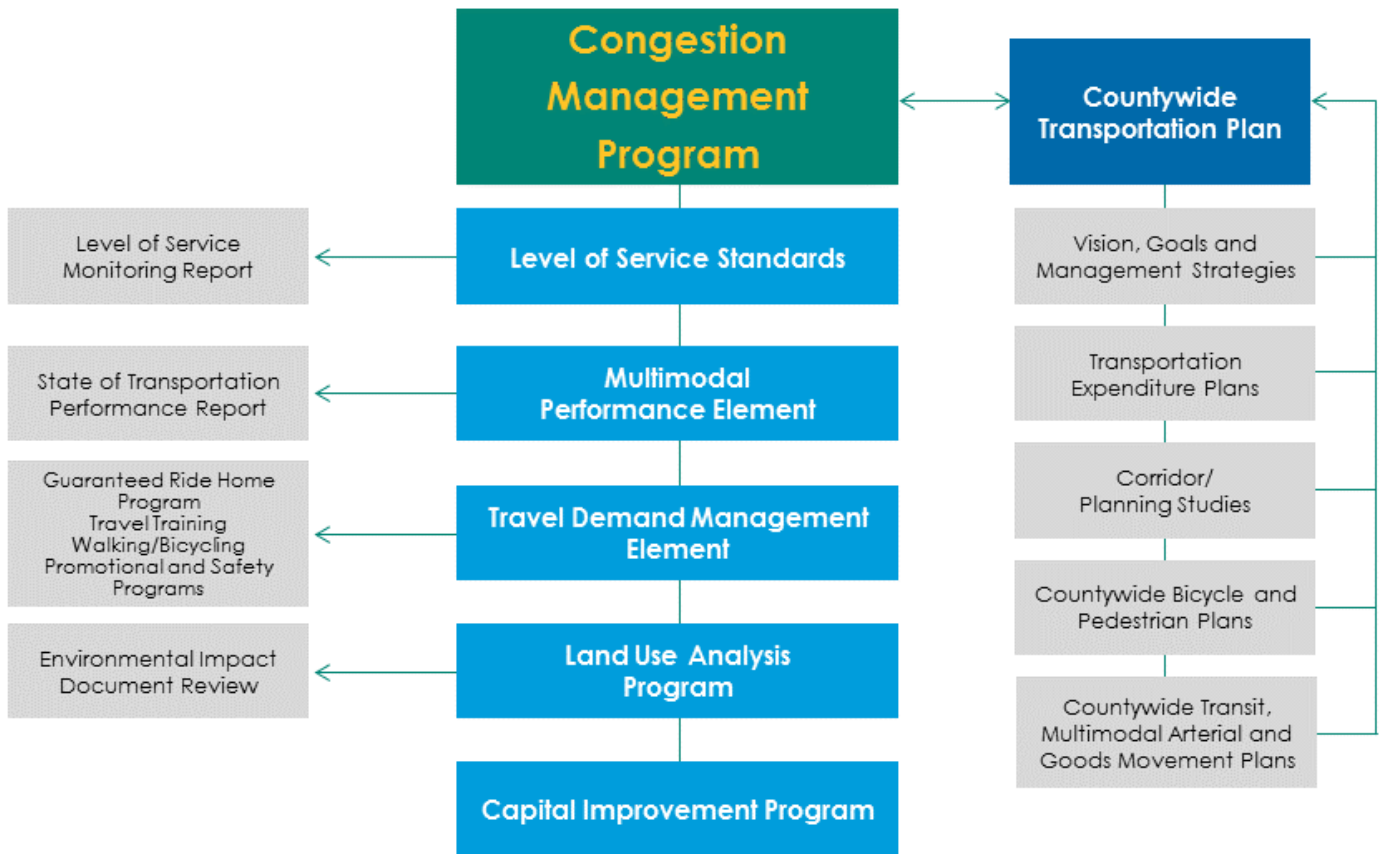 Congestion
Management
Program
Countywide
Transportation Plan
Level of Service
Monitoring Report
Level of Service Standards
Vision, Goals and
Management Strategies
State of Transportation
Performance Report
Multimodal
Performance Element
Transportation
Expenditure Plans
Guaranteed Ride Home
Program
Travel Training
Walking/Bicycling
Promotional and Safety
Programs
Travel Demand Management
Element
Corridor/
Planning Studies
Environmental Impact
Document Review
Land Use Analysis
Program
Countywide Bicycle and
Pedestrian Plans
Capital Improvement Program
Countywide Transit,
Multimodal Arterial and
Goods Movement Plans